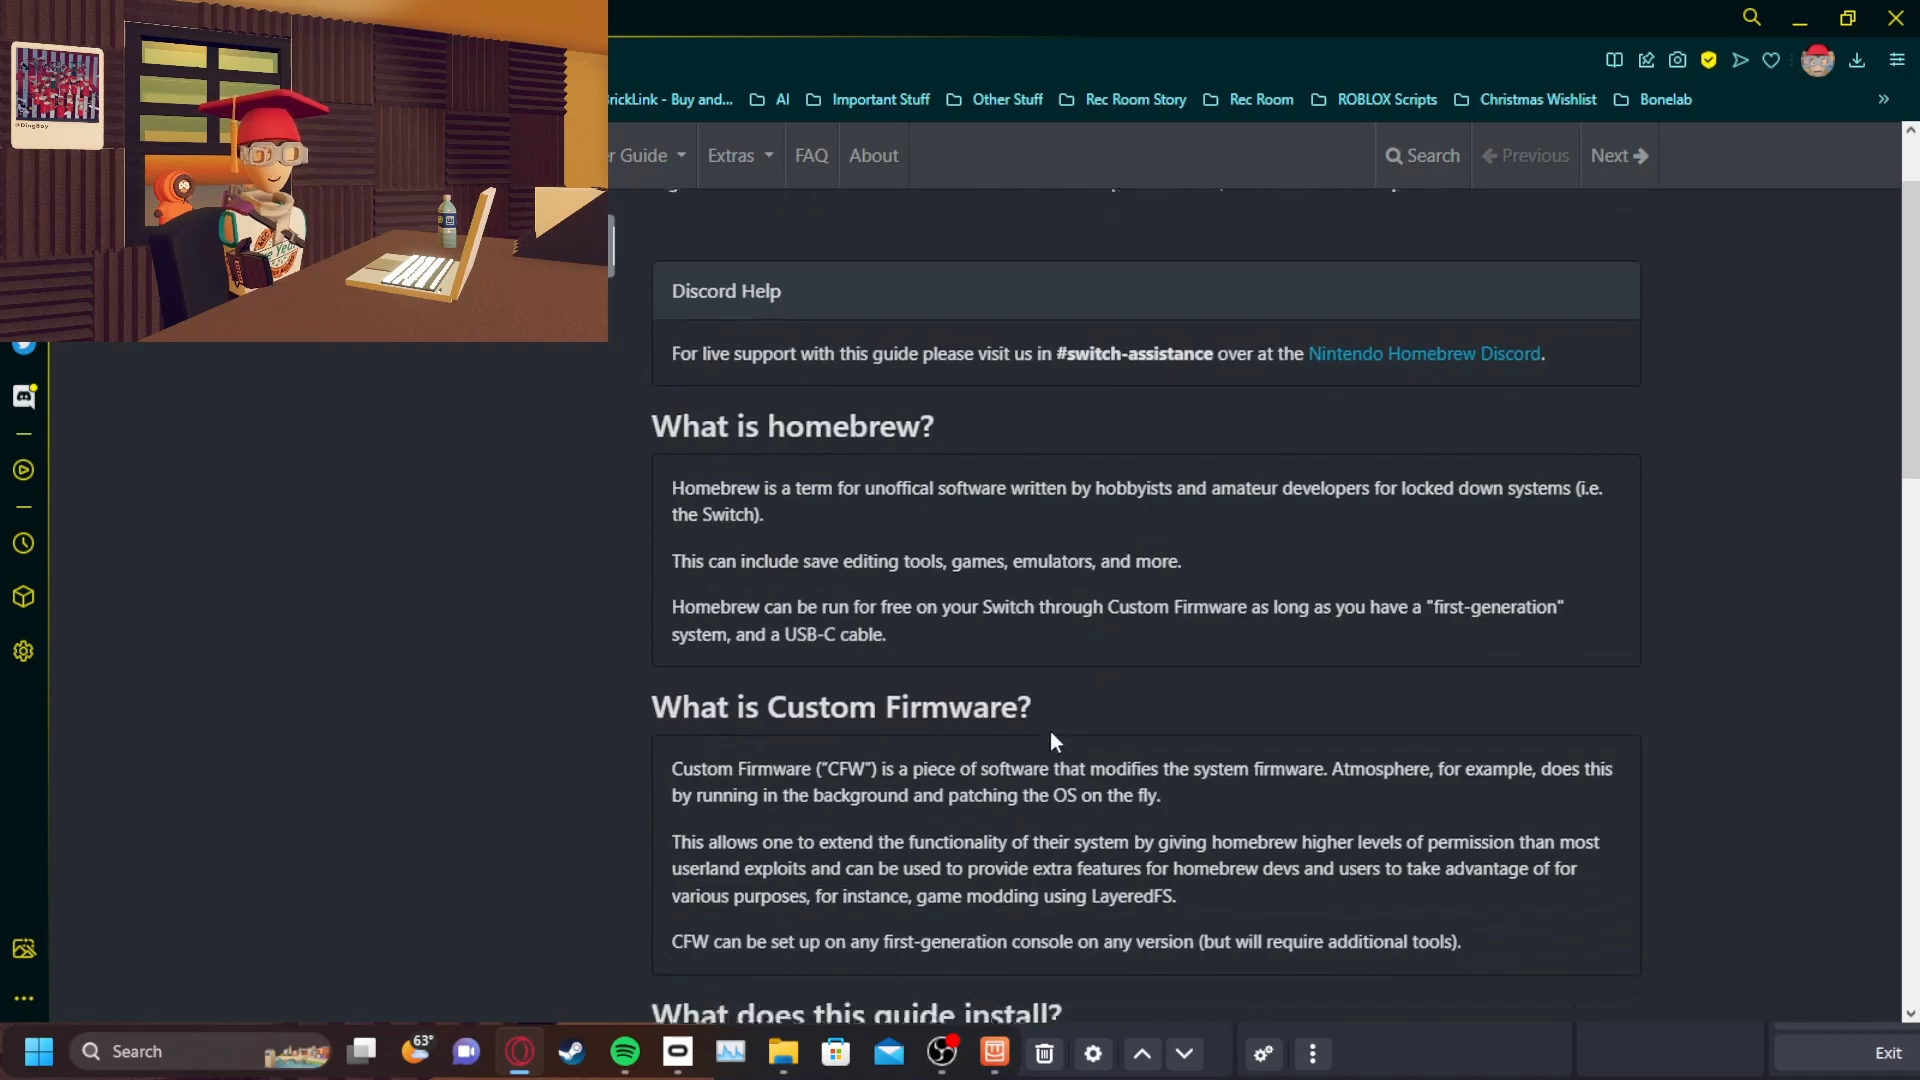 @DingBoy
BrickLink - Buy and... AI Important Stuff Other Stuff Rec Room Story Rec Room ROBLOX Scripts Christmas Wishlist Bonelab »
r Guide Extras FAQ About Search Previous Next
Discord Help
For live support with this guide please visit us in #switch-assistance over at the Nintendo Homebrew Discord.
What is homebrew?
Homebrew is a term for unoffical software written by hobbyists and amateur developers for locked down systems (i.e.
the Switch).
This can include save editing tools, games, emulators, and more.
Homebrew can be run for free on your Switch through Custom Firmware as long as you have a "first-generation"
system, and a USB-C cable.
What is Custom Firmware?
Custom Firmware (“CFW”) is a piece of software that modifies the system firmware. Atmosphere, for example, does this
by running in the background and patching the OS on the fly.
This allows one to extend the functionality of their system by giving homebrew higher levels of permission than most
userland exploits and can be used to provide extra features for homebrew devs and users to take advantage of for
various purposes, for instance, game modding using LayeredFS.
CFW can be set up on any first-generation console on any version (but will require additional tools).
What does this guide install?
Search 63° Exit